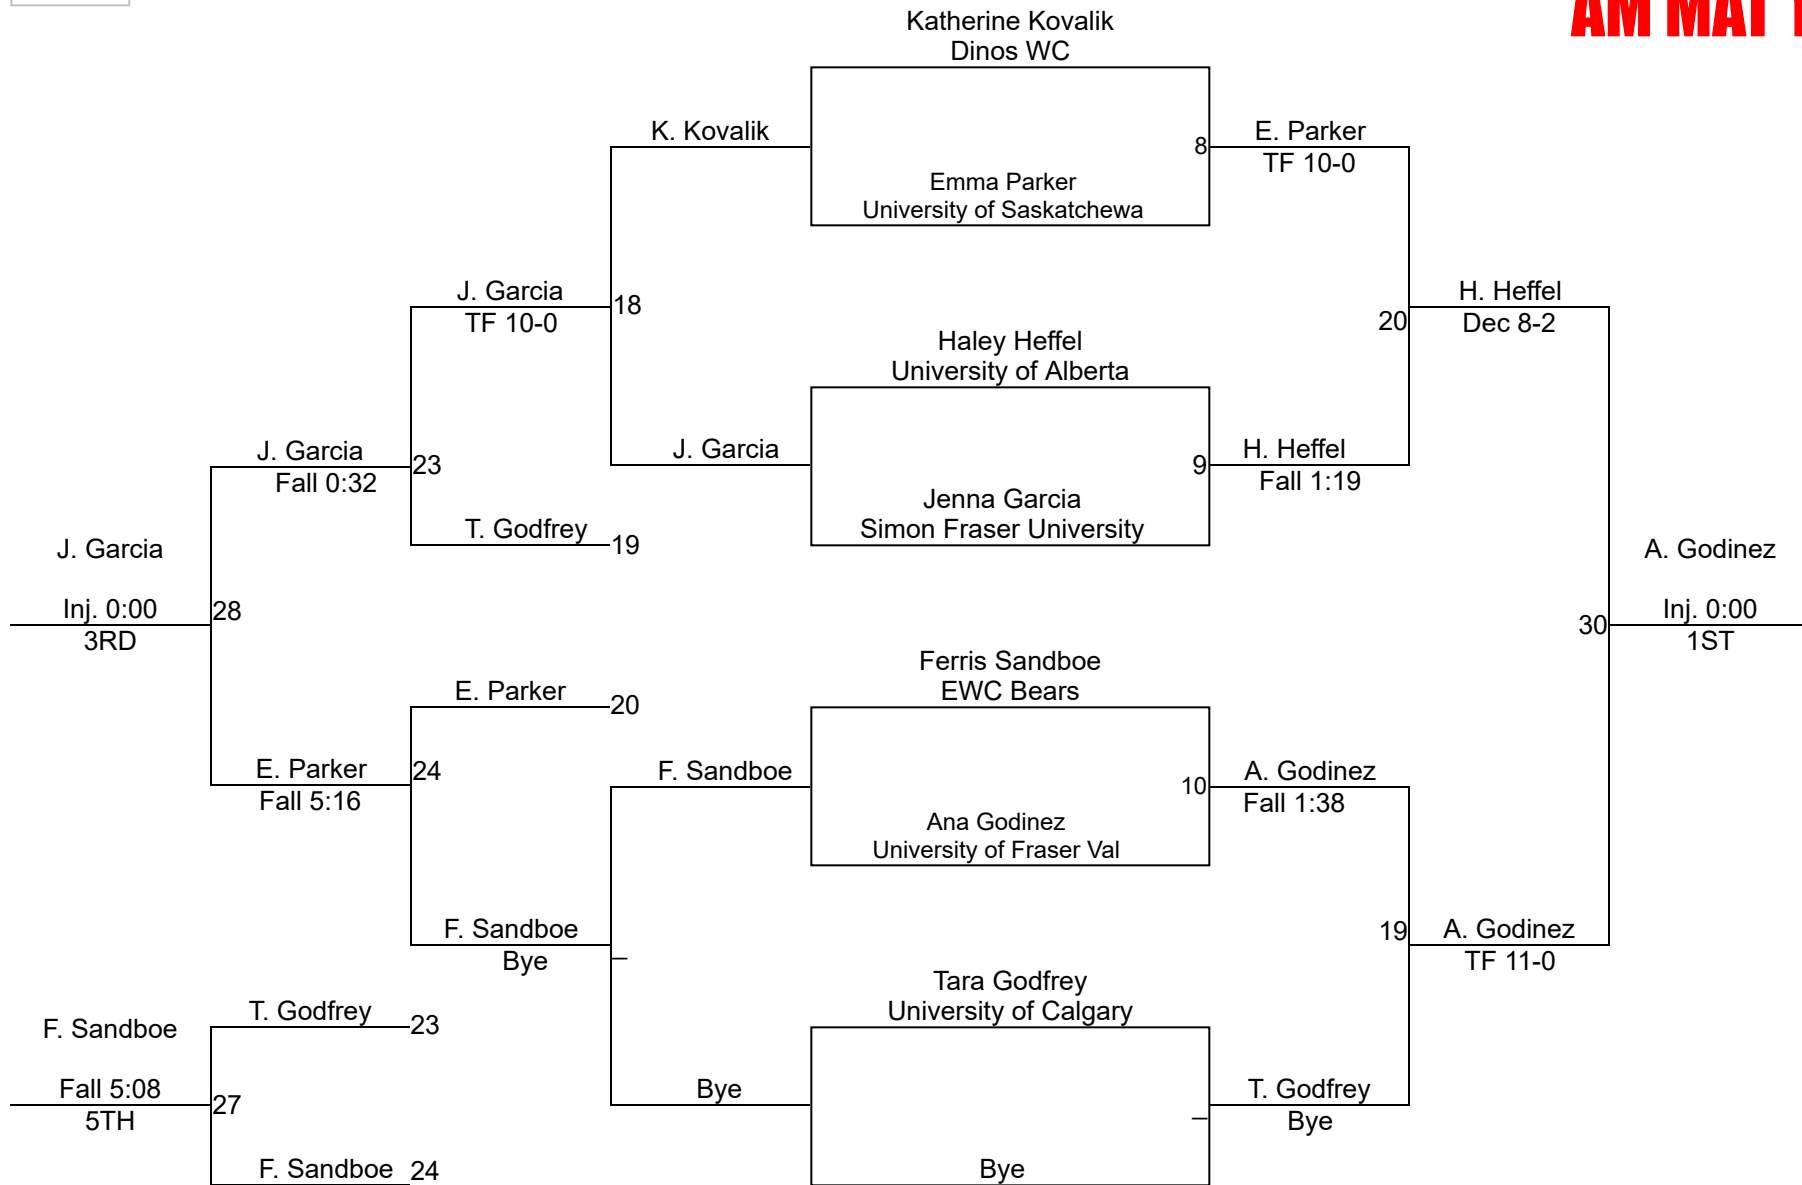 AM MAT
Katherine Kovalik
Dinos WC
K. Kovalik
8
E. Parker
TF 10-0
Emma Parker
University of Saskatchewa
J. Garcia
TF 10-0
18
H. Heffel
Dec 8-2
20
Haley Heffel
University of Alberta
J. Garcia
Fall 0:32
23
J. Garcia
9
H. Heffel
Fall 1:19
Jenna Garcia
Simon Fraser University
T. Godfrey
19
J. Garcia
Inj. 0:00
3RD
28
A. Godinez
Inj. 0:00
1ST
30
Ferris Sandboe
EWC Bears
E. Parker
20
E. Parker
Fall 5:16
24
F. Sandboe
10
A. Godinez
Fall 1:38
Ana Godinez
University of Fraser Val
F. Sandboe
Bye
–
19
A. Godinez
TF 11-0
Tara Godfrey
University of Calgary
T. Godfrey
23
F. Sandboe
Fall 5:08
5TH
27
Bye
–
T. Godfrey
Bye
F. Sandboe
24
Bye